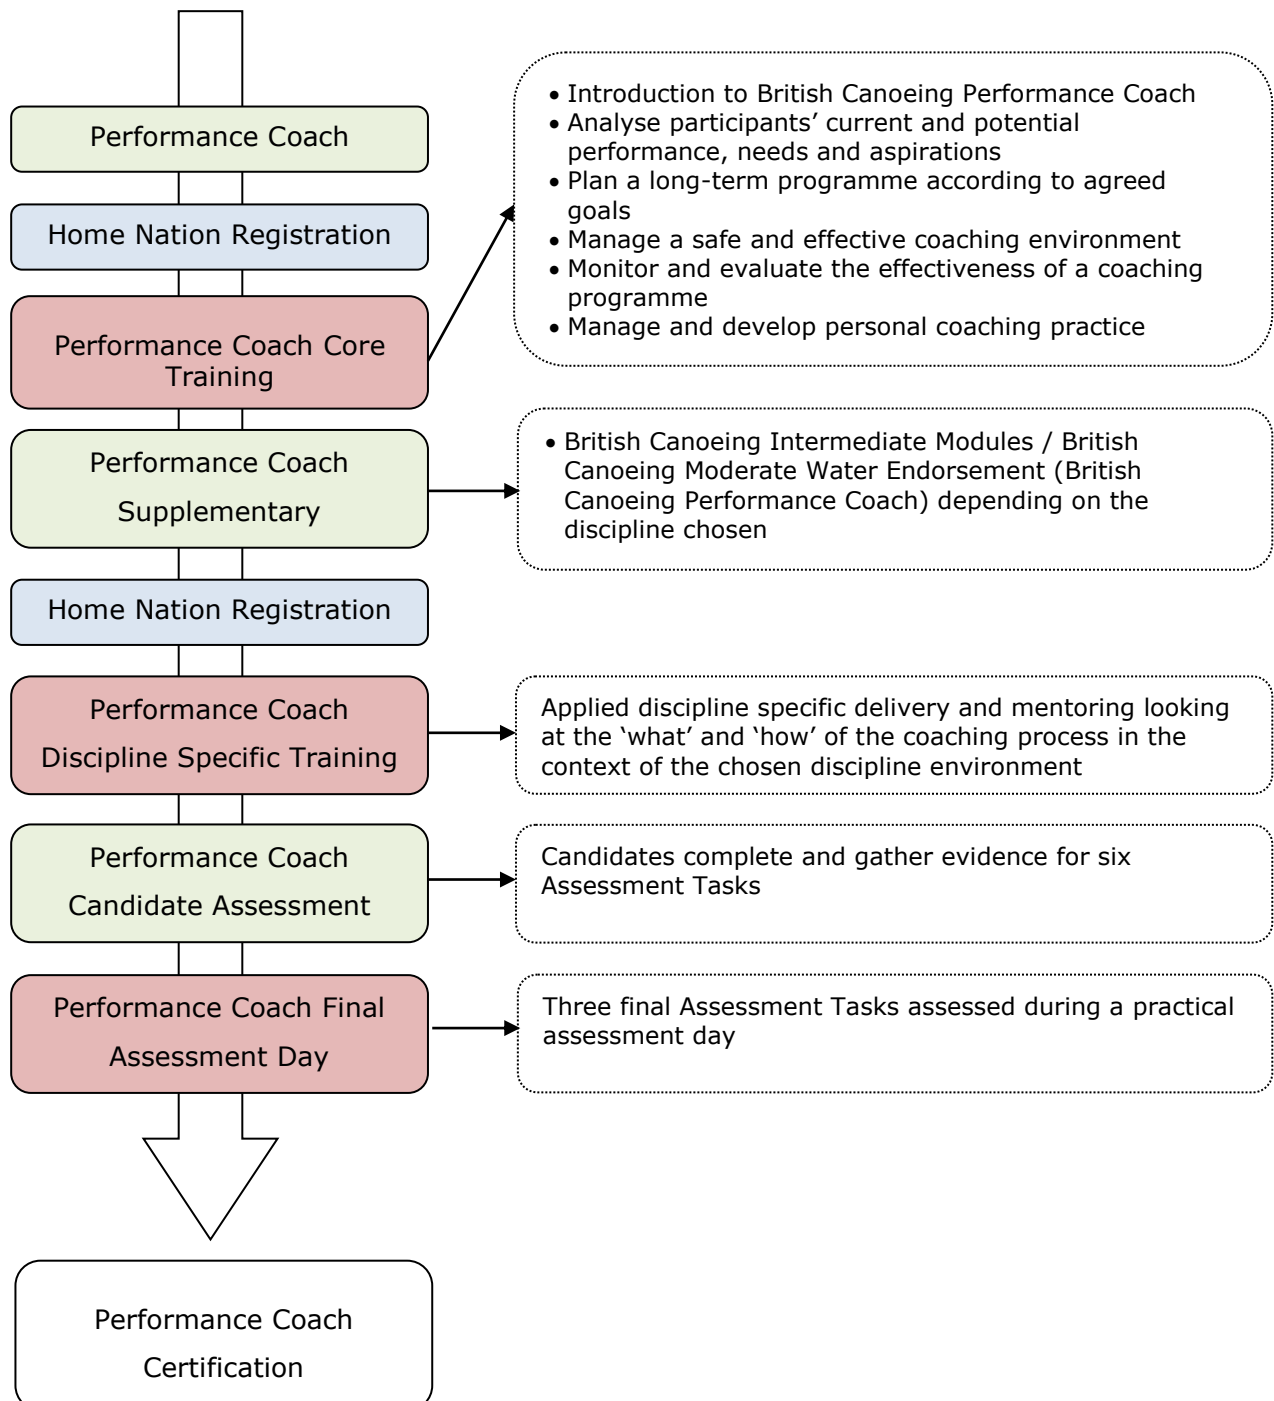 Performance Coach
Home Nation Registration
Performance Coach Core
Training
• Introduction to British Canoeing Performance Coach
• Analyse participants’ current and potential
performance, needs and aspirations
• Plan a long-term programme according to agreed
goals
• Manage a safe and effective coaching environment
• Monitor and evaluate the effectiveness of a coaching
programme
• Manage and develop personal coaching practice
Performance Coach
Supplementary
• British Canoeing Intermediate Modules / British
Canoeing Moderate Water Endorsement (British
Canoeing Performance Coach) depending on the
discipline chosen
Home Nation Registration
Performance Coach
Discipline Specific Training
Applied discipline specific delivery and mentoring looking
at the ‘what’ and ‘how’ of the coaching process in the
context of the chosen discipline environment
Performance Coach
Candidate Assessment
Candidates complete and gather evidence for six
Assessment Tasks
Performance Coach Final
Assessment Day
Three final Assessment Tasks assessed during a practical
assessment day
Performance Coach
Certification